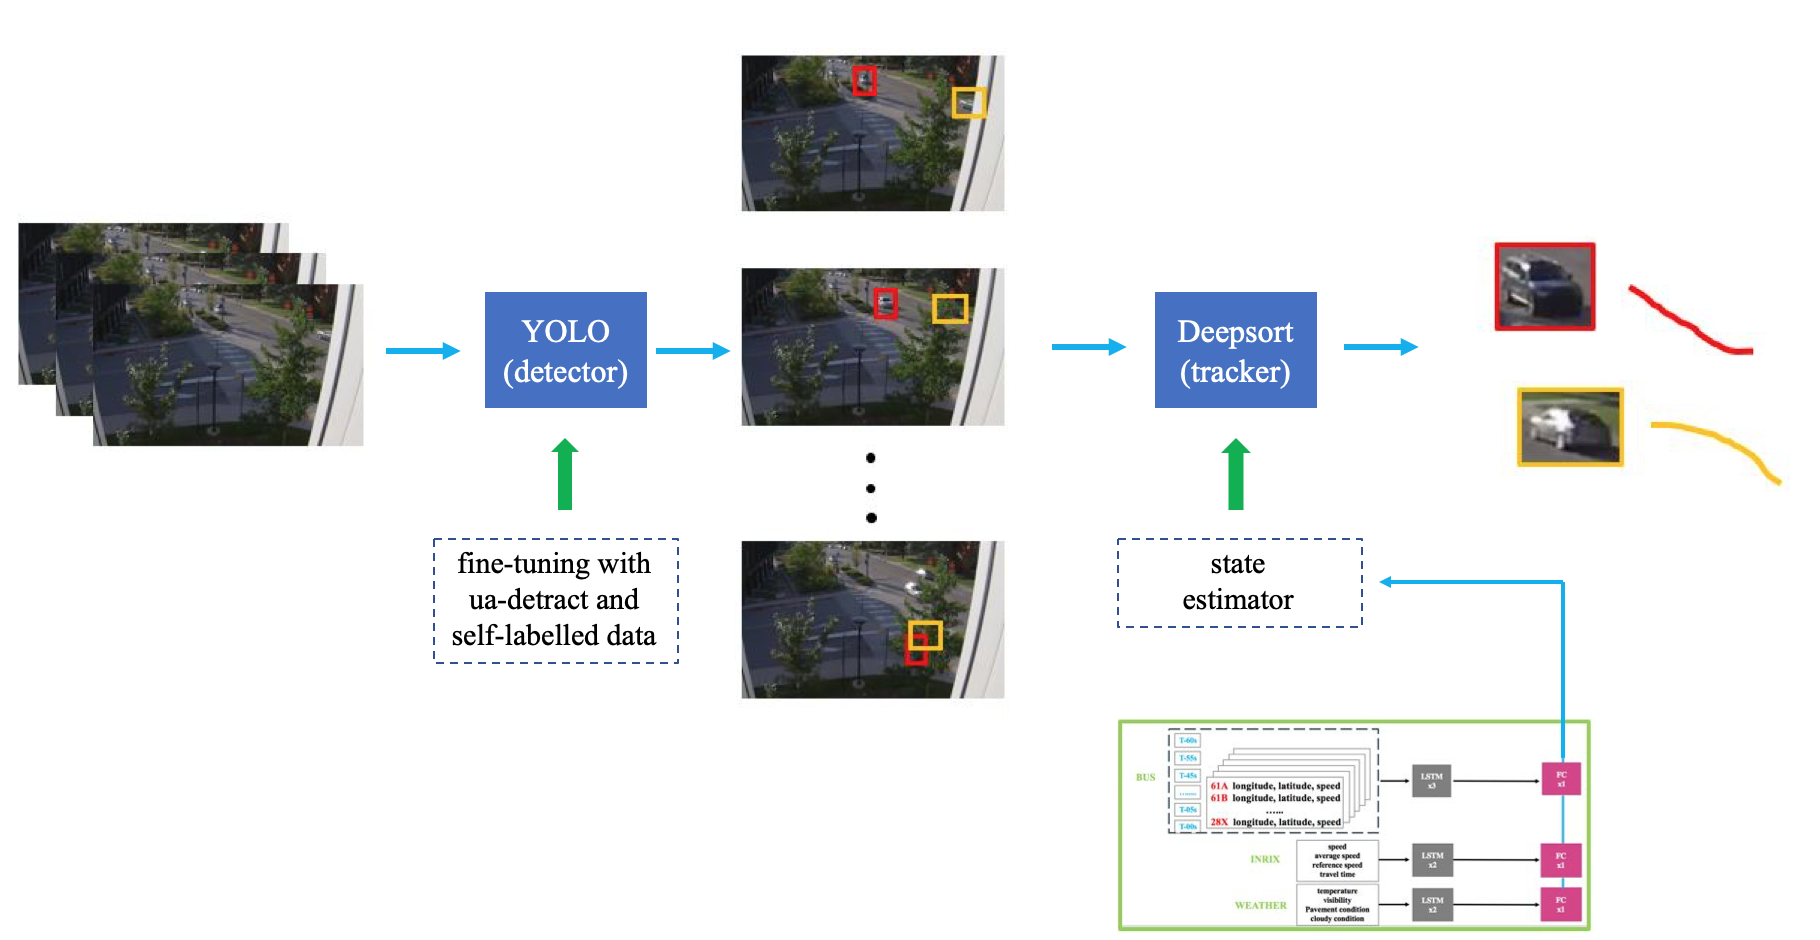 YOLO
(detector)
Deepsort
(tracker)
fine-tuning with
ua-detract and
self-labelled data
state
estimator
BUS
T-60s
T-55s
T-45s
......
T-05s
T-00s
61A longitude, latitude, speed
61B longitude, latitude, speed
......
28X longitude, latitude, speed
LSTM
x3
FC
x1
INRIX
speed
average speed
reference speed
travel time
LSTM
x2
FC
x1
WEATHER
temperature
visibility
Pavement condition
cloudy condition
LSTM
x2
FC
x1